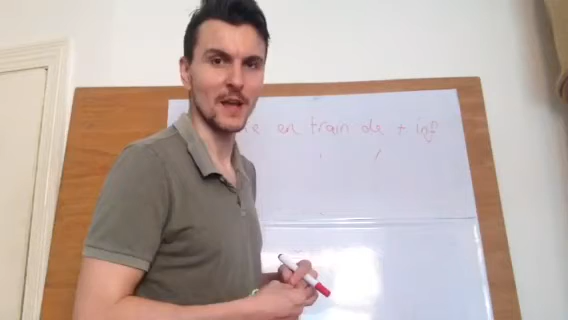 en train de + inf